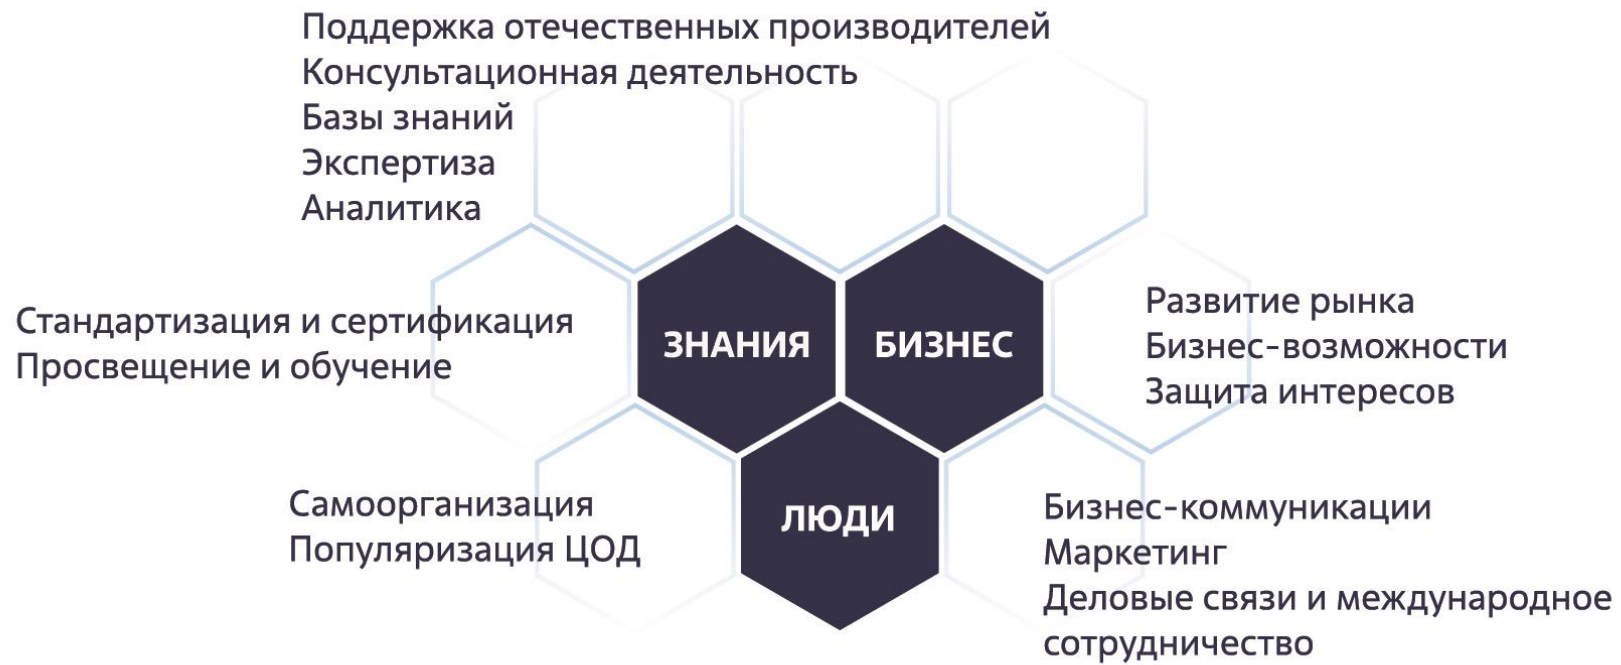 Поддержка отечественных производителей
Консультационная деятельность
Базы знаний
Экспертиза
Аналитика
Стандартизация и сертификация
Просвещение и обучение
ЗНАНИЯ
БИЗНЕС
Развитие рынка
Бизнес-возможности
Защита интересов
Самоорганизация
Популяризация ЦОД
ЛЮДИ
Бизнес-коммуникации
Маркетинг
Деловые связи и международное
сотрудничество